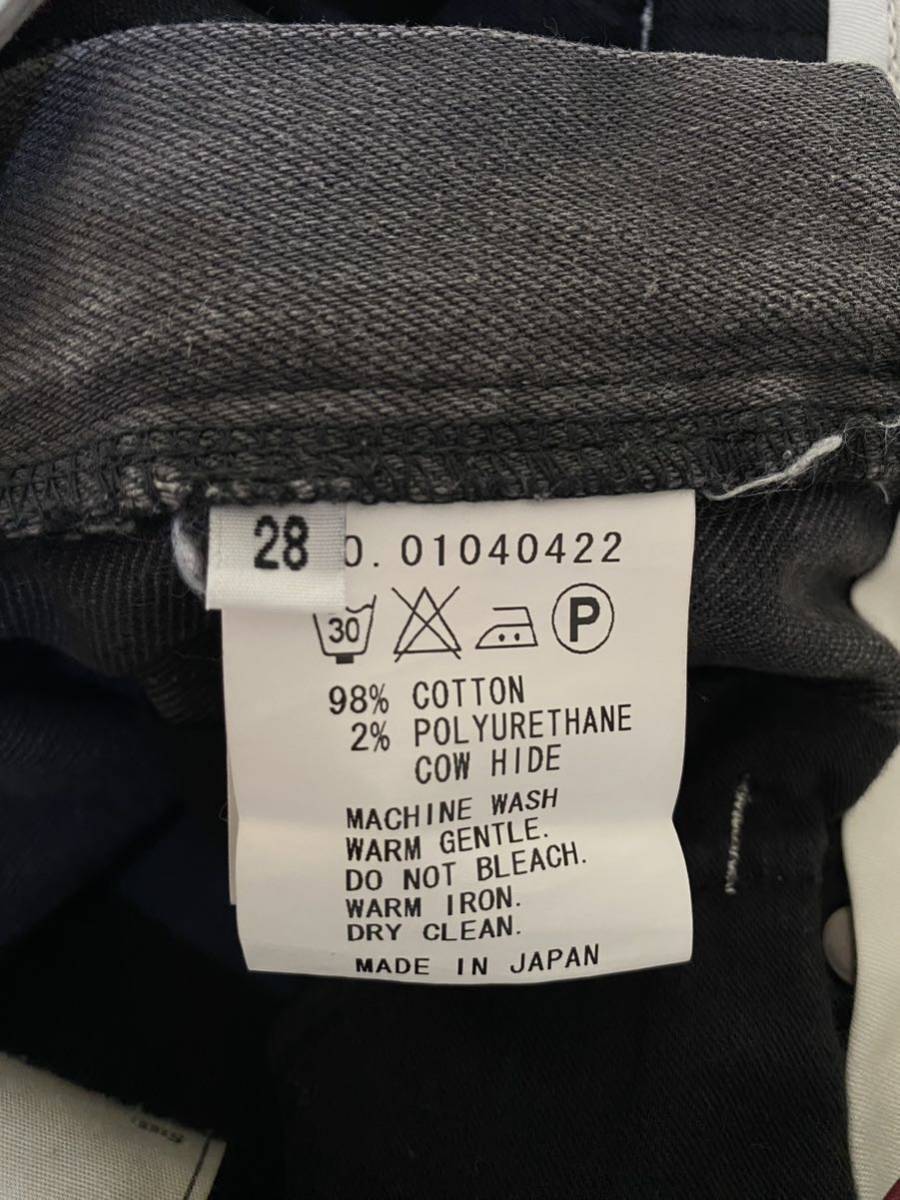 28
0.01040422
30
P
98% COTTON
2% POLYURETHANE
COW HIDE
MACHINE WASH
WARM GENTLE.
DO NOT BLEACH.
WARM IRON.
DRY CLEAN.
MADE IN JAPAN